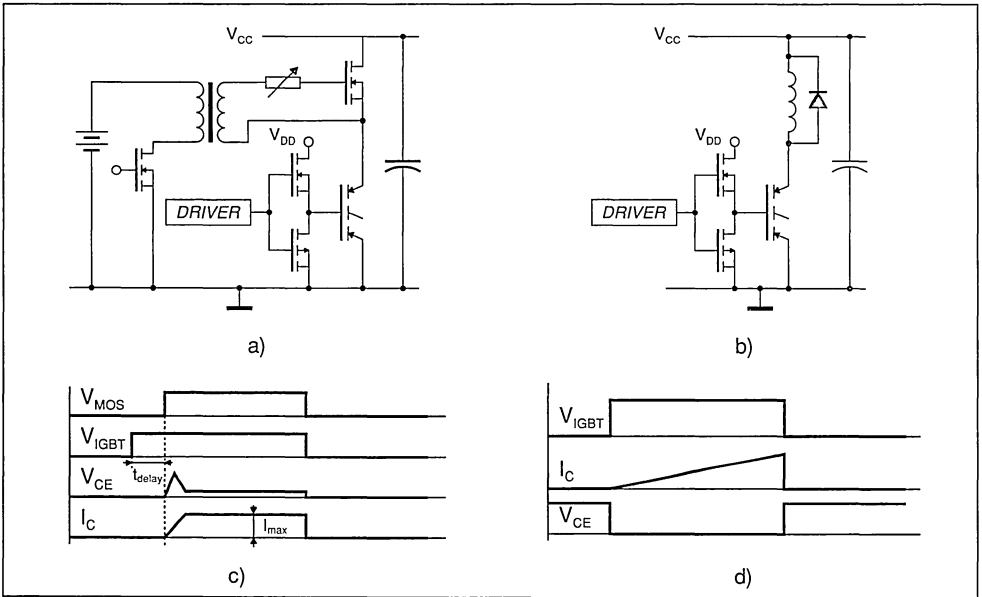 V_CC
V_DD
DRIVER
a)
V_CC
V_DD
DRIVER
b)
V_MOS
V_IGBT
t_delay
V_CE
I_C
I_max
c)
V_IGBT
I_C
V_CE
d)